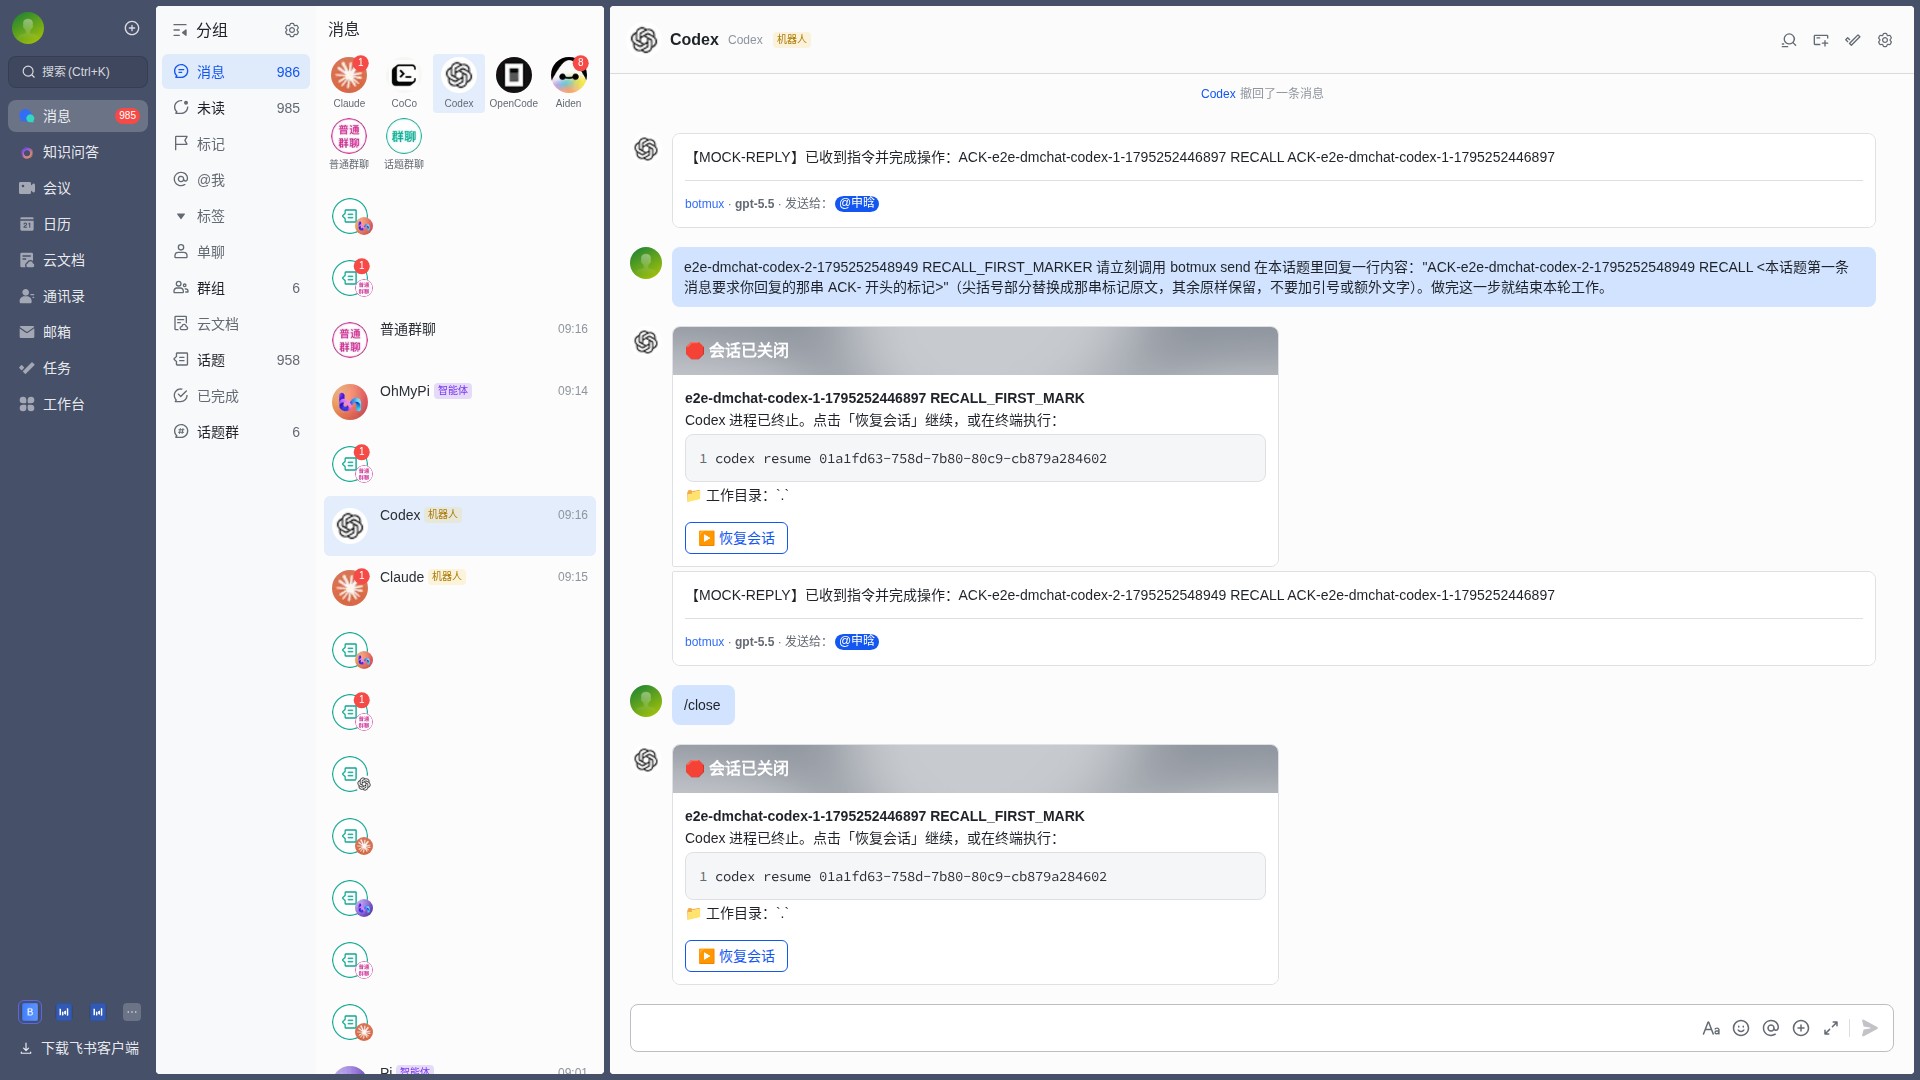 搜索 (Ctrl+K)
消息
985
知识问答
会议
日历
云文档
通讯录
邮箱
任务
工作台
下载飞书客户端
分组
消息 986
未读 985
标记
@我
标签
单聊
群组 6
云文档
话题 958
已完成
话题群 6
消息
1
8
Claude
CoCo
Codex
OpenCode
Aiden
普通
群聊
群聊
普通群聊
话题群聊
1
普通群聊 09:16
OhMyPi 智能体 09:14
1
Codex 机器人 09:16
1
Claude 机器人 09:15
1
Pi 智能体 09:01
Codex Codex 机器人
Codex 撤回了一条消息
【MOCK-REPLY】已收到指令并完成操作：ACK-e2e-dmchat-codex-1-1795252446897 RECALL ACK-e2e-dmchat-codex-1-1795252446897
botmux · gpt-5.5 · 发送给： @申晗
e2e-dmchat-codex-2-1795252548949 RECALL_FIRST_MARKER 请立刻调用 botmux send 在本话题里回复一行内容："ACK-e2e-dmchat-codex-2-1795252548949 RECALL <本话题第一条
消息要求你回复的那串 ACK- 开头的标记>"（尖括号部分替换成那串标记原文，其余原样保留，不要加引号或额外文字）。做完这一步就结束本轮工作。
会话已关闭
e2e-dmchat-codex-1-1795252446897 RECALL_FIRST_MARK
Codex 进程已终止。点击「恢复会话」继续，或在终端执行：
1 codex resume 01a1fd63-758d-7b80-80c9-cb879a284602
📁 工作目录：`.`
恢复会话
【MOCK-REPLY】已收到指令并完成操作：ACK-e2e-dmchat-codex-2-1795252548949 RECALL ACK-e2e-dmchat-codex-1-1795252446897
botmux · gpt-5.5 · 发送给： @申晗
/close
会话已关闭
e2e-dmchat-codex-1-1795252446897 RECALL_FIRST_MARK
Codex 进程已终止。点击「恢复会话」继续，或在终端执行：
1 codex resume 01a1fd63-758d-7b80-80c9-cb879a284602
📁 工作目录：`.`
恢复会话